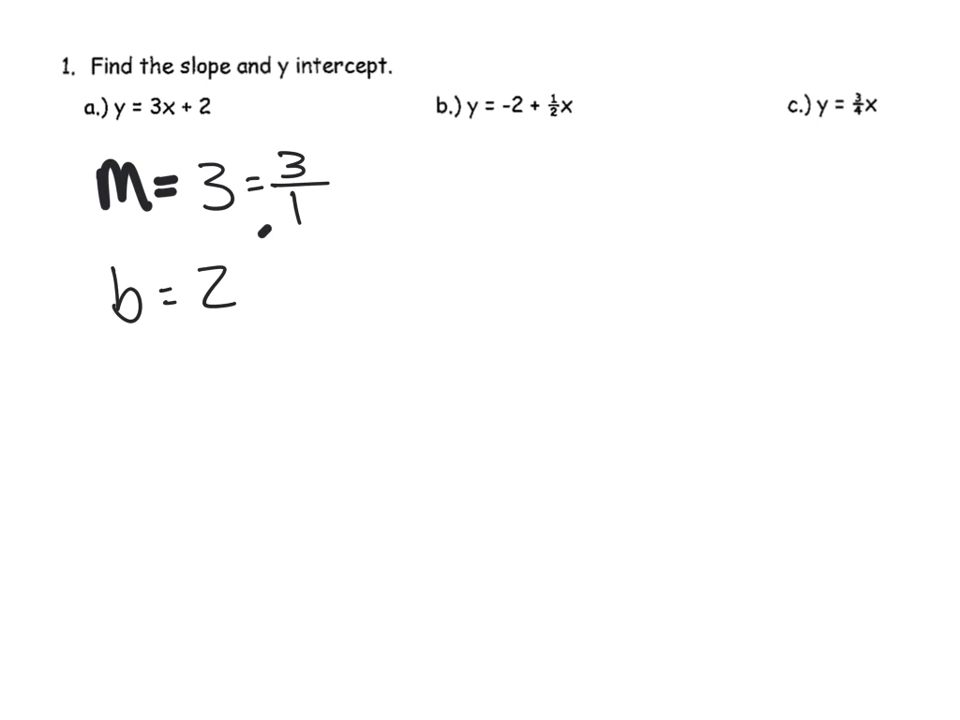 1. Find the slope and y intercept.
a.) y = 3x + 2
b.) y = -2 + ½x
c.) y = ¾x
m = 3 = 3/1
b = 2